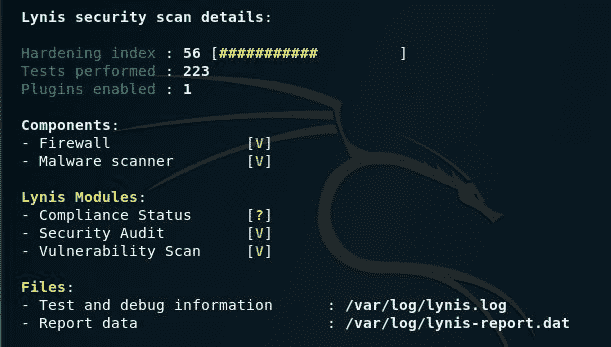 Lynis security scan details:
Hardening index : 56 [###########         ]
Tests performed : 223
Plugins enabled : 1
Components:
- Firewall               [V]
- Malware scanner        [V]
Lynis Modules:
- Compliance Status      [?]
- Security Audit         [V]
- Vulnerability Scan     [V]
Files:
- Test and debug information      : /var/log/lynis.log
- Report data                     : /var/log/lynis-report.dat